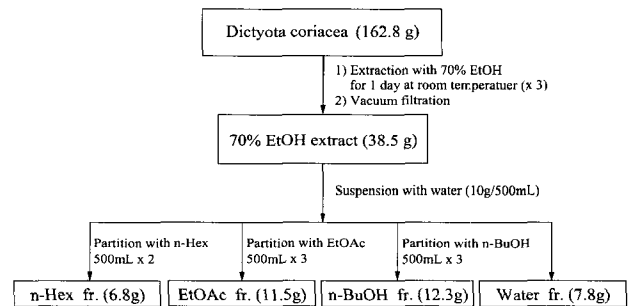 Dictyota coriacea (162.8 g)
1) Extraction with 70% EtOH
for 1 day at room temperatuer (x 3)
2) Vacuum filtration
70% EtOH extract (38.5 g)
Suspension with water (10g/500mL)
Partition with n-Hex
500mL x 2
Partition with EtOAc
500mL x 3
Partition with n-BuOH
500mL x 3
n-Hex fr. (6.8g)
EtOAc fr. (11.5g)
n-BuOH fr. (12.3g)
Water fr. (7.8g)